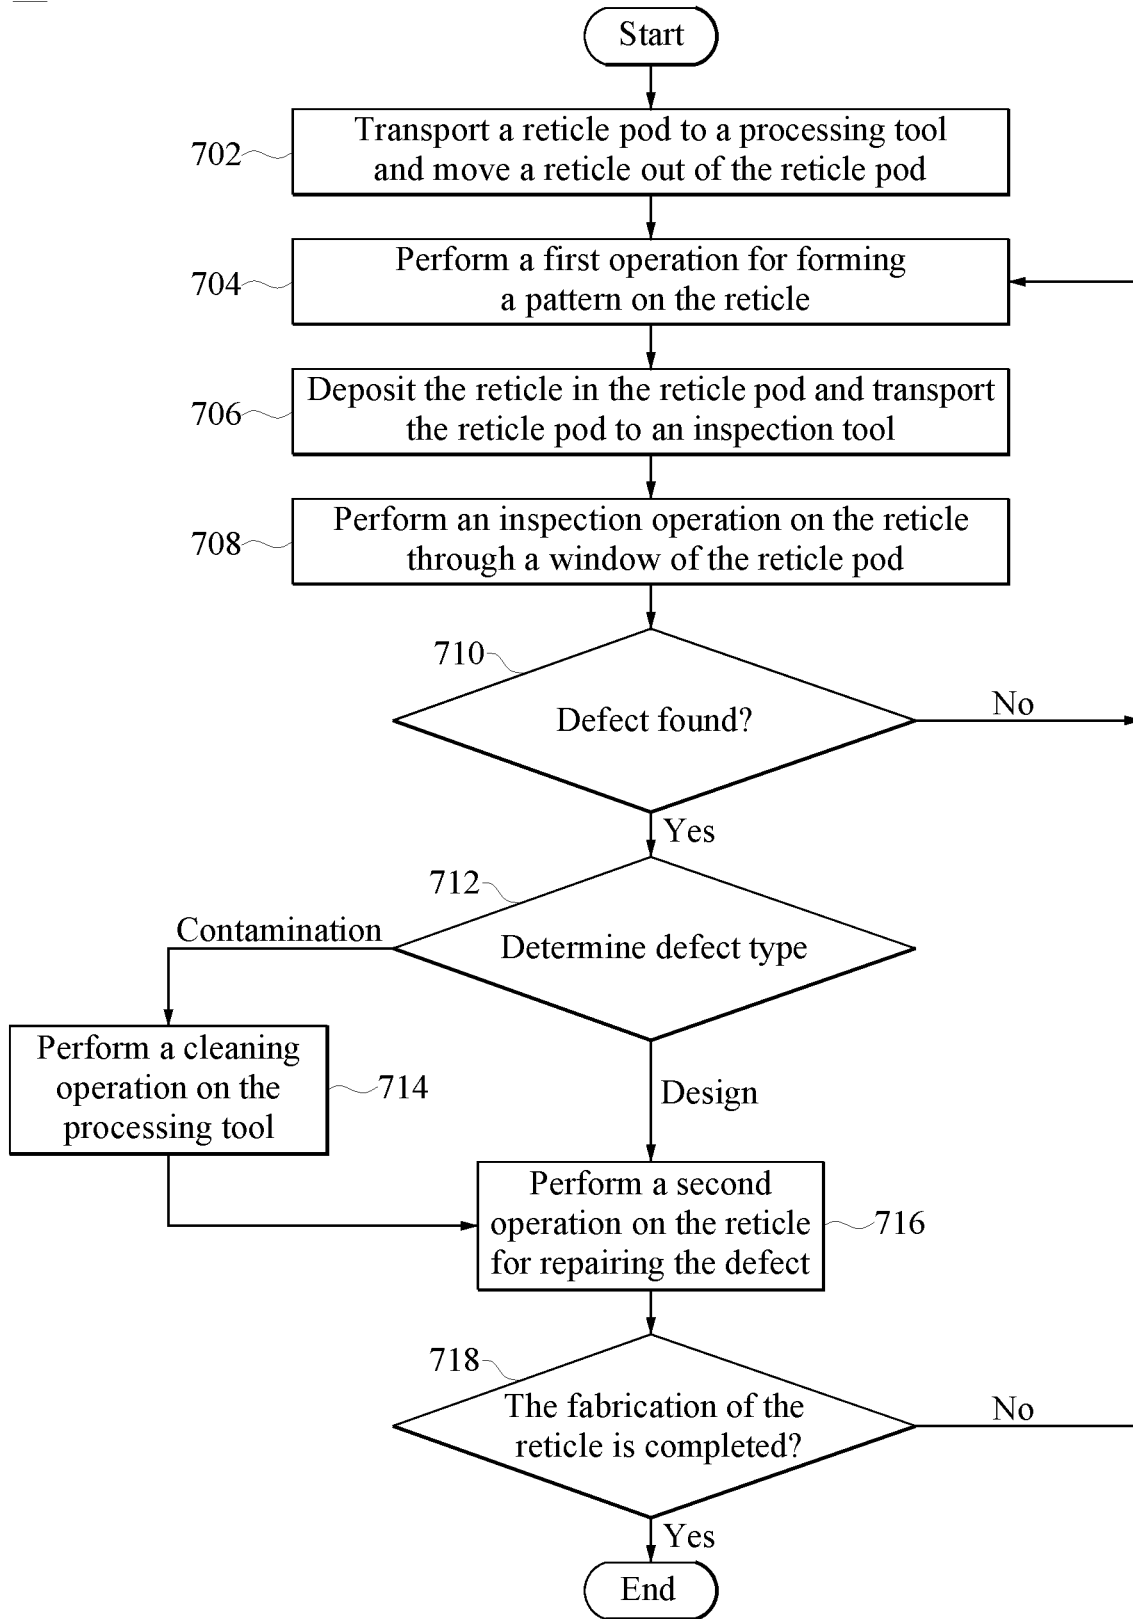 Start
702
Transport a reticle pod to a processing tool
and move a reticle out of the reticle pod
704
Perform a first operation for forming
a pattern on the reticle
706
Deposit the reticle in the reticle pod and transport
the reticle pod to an inspection tool
708
Perform an inspection operation on the reticle
through a window of the reticle pod
710
Defect found?
No
Yes
712
Determine defect type
Contamination
Perform a cleaning
operation on the
processing tool
714
Design
Perform a second
operation on the reticle
for repairing the defect
716
718
The fabrication of the
reticle is completed?
No
Yes
End